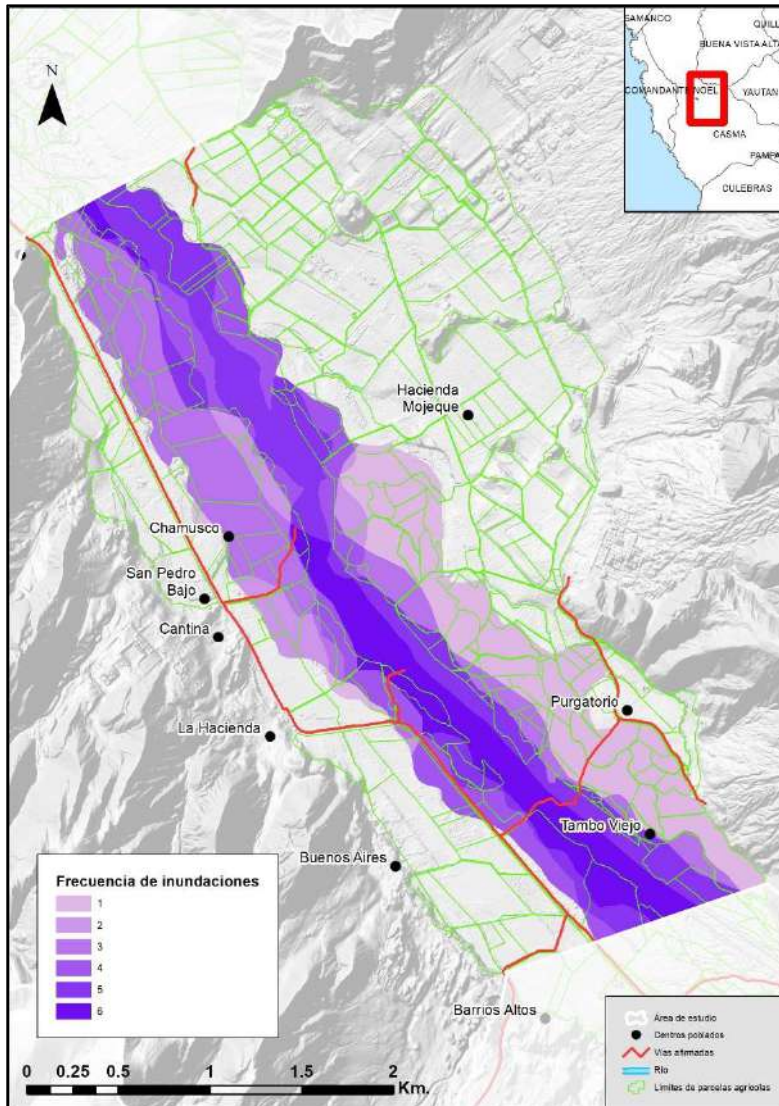 SAMANCO
QUILL
BUENA VISTA ALTA
COMANDANTE NOEL
YAUTAN
CASMA
PAMPA
CULEBRAS
N
Hacienda
Mojeque
Chamusco
San Pedro
Bajo
Cantina
La Hacienda
Purgatorio
Tambo Viejo
Buenos Aires
Barrios Altos
Frecuencia de inundaciones
1
2
3
4
5
6
Área de estudio
Centros poblados
Vías afirmadas
Río
Límites de parcelas agrícolas
0 0.25 0.5 1 1.5 2
Km.